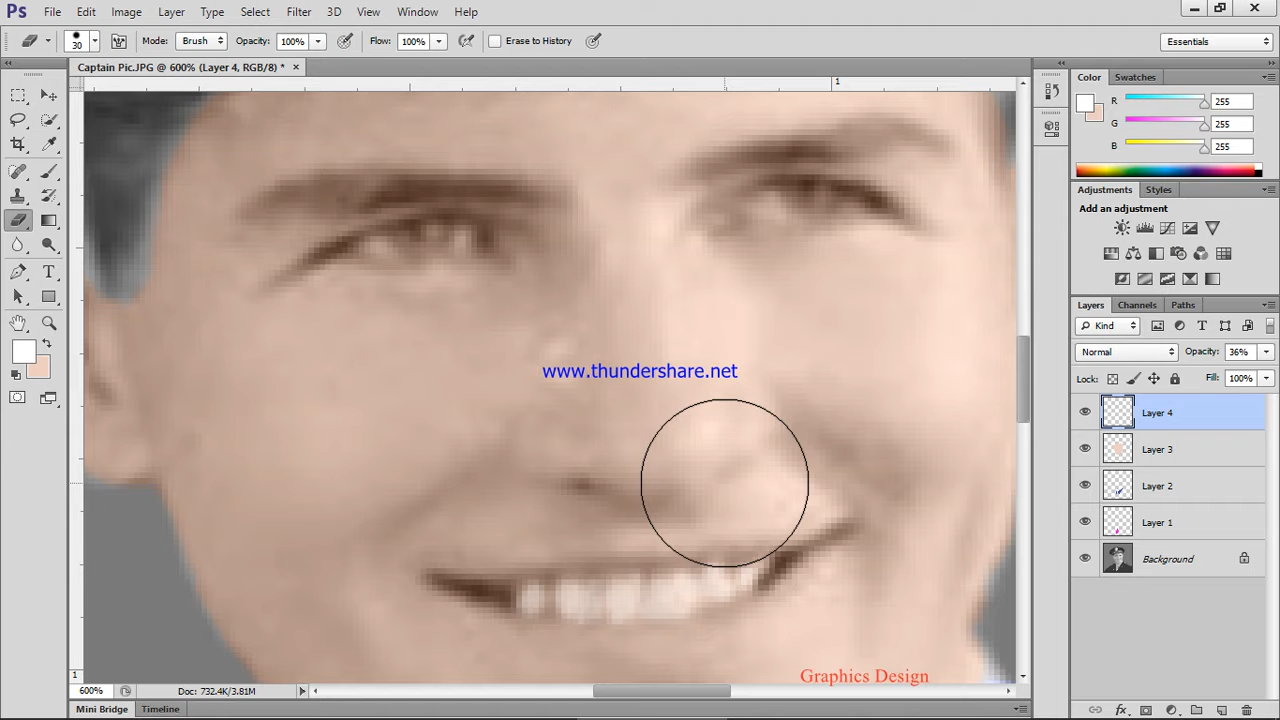 Ps File Edit Image Layer Type Select Filter 3D View Window Help
30 Mode: Brush Opacity: 100% Flow: 100% Erase to History Essentials
Captain Pic.JPG @ 600% (Layer 4, RGB/8) * ×
1
Color Swatches
R 255
G 255
B 255
Adjustments Styles
Add an adjustment
Layers Channels Paths
Kind
Normal Opacity: 36%
Lock: Fill: 100%
Layer 4
Layer 3
Layer 2
Layer 1
Background
www.thundershare.net
Graphics Design
1
600% Doc: 732.4K/3.81M
Mini Bridge Timeline
fx